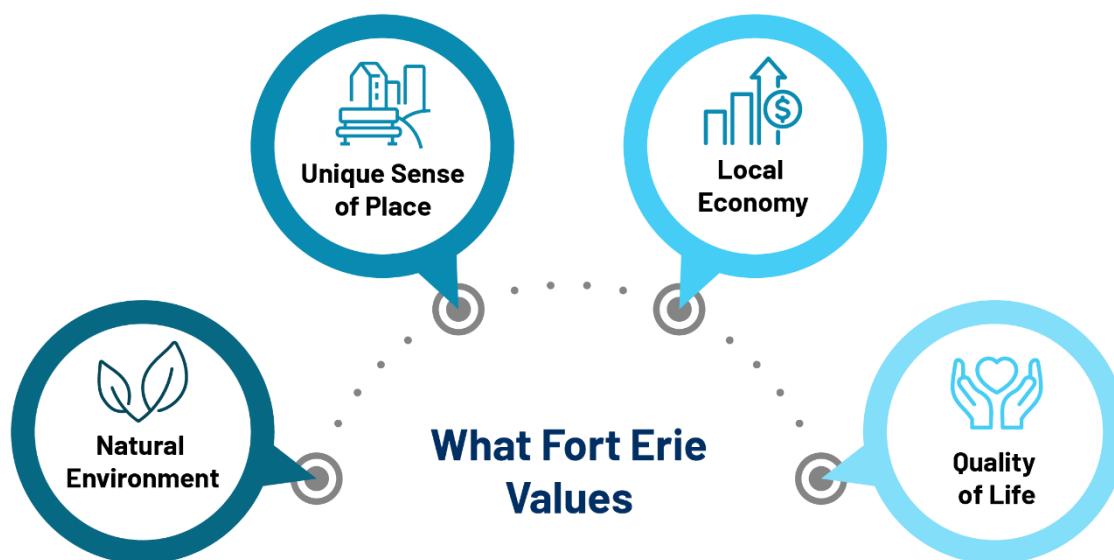 Unique Sense
of Place
Local
Economy
$
Natural
Environment
What Fort Erie
Values
Quality
of Life